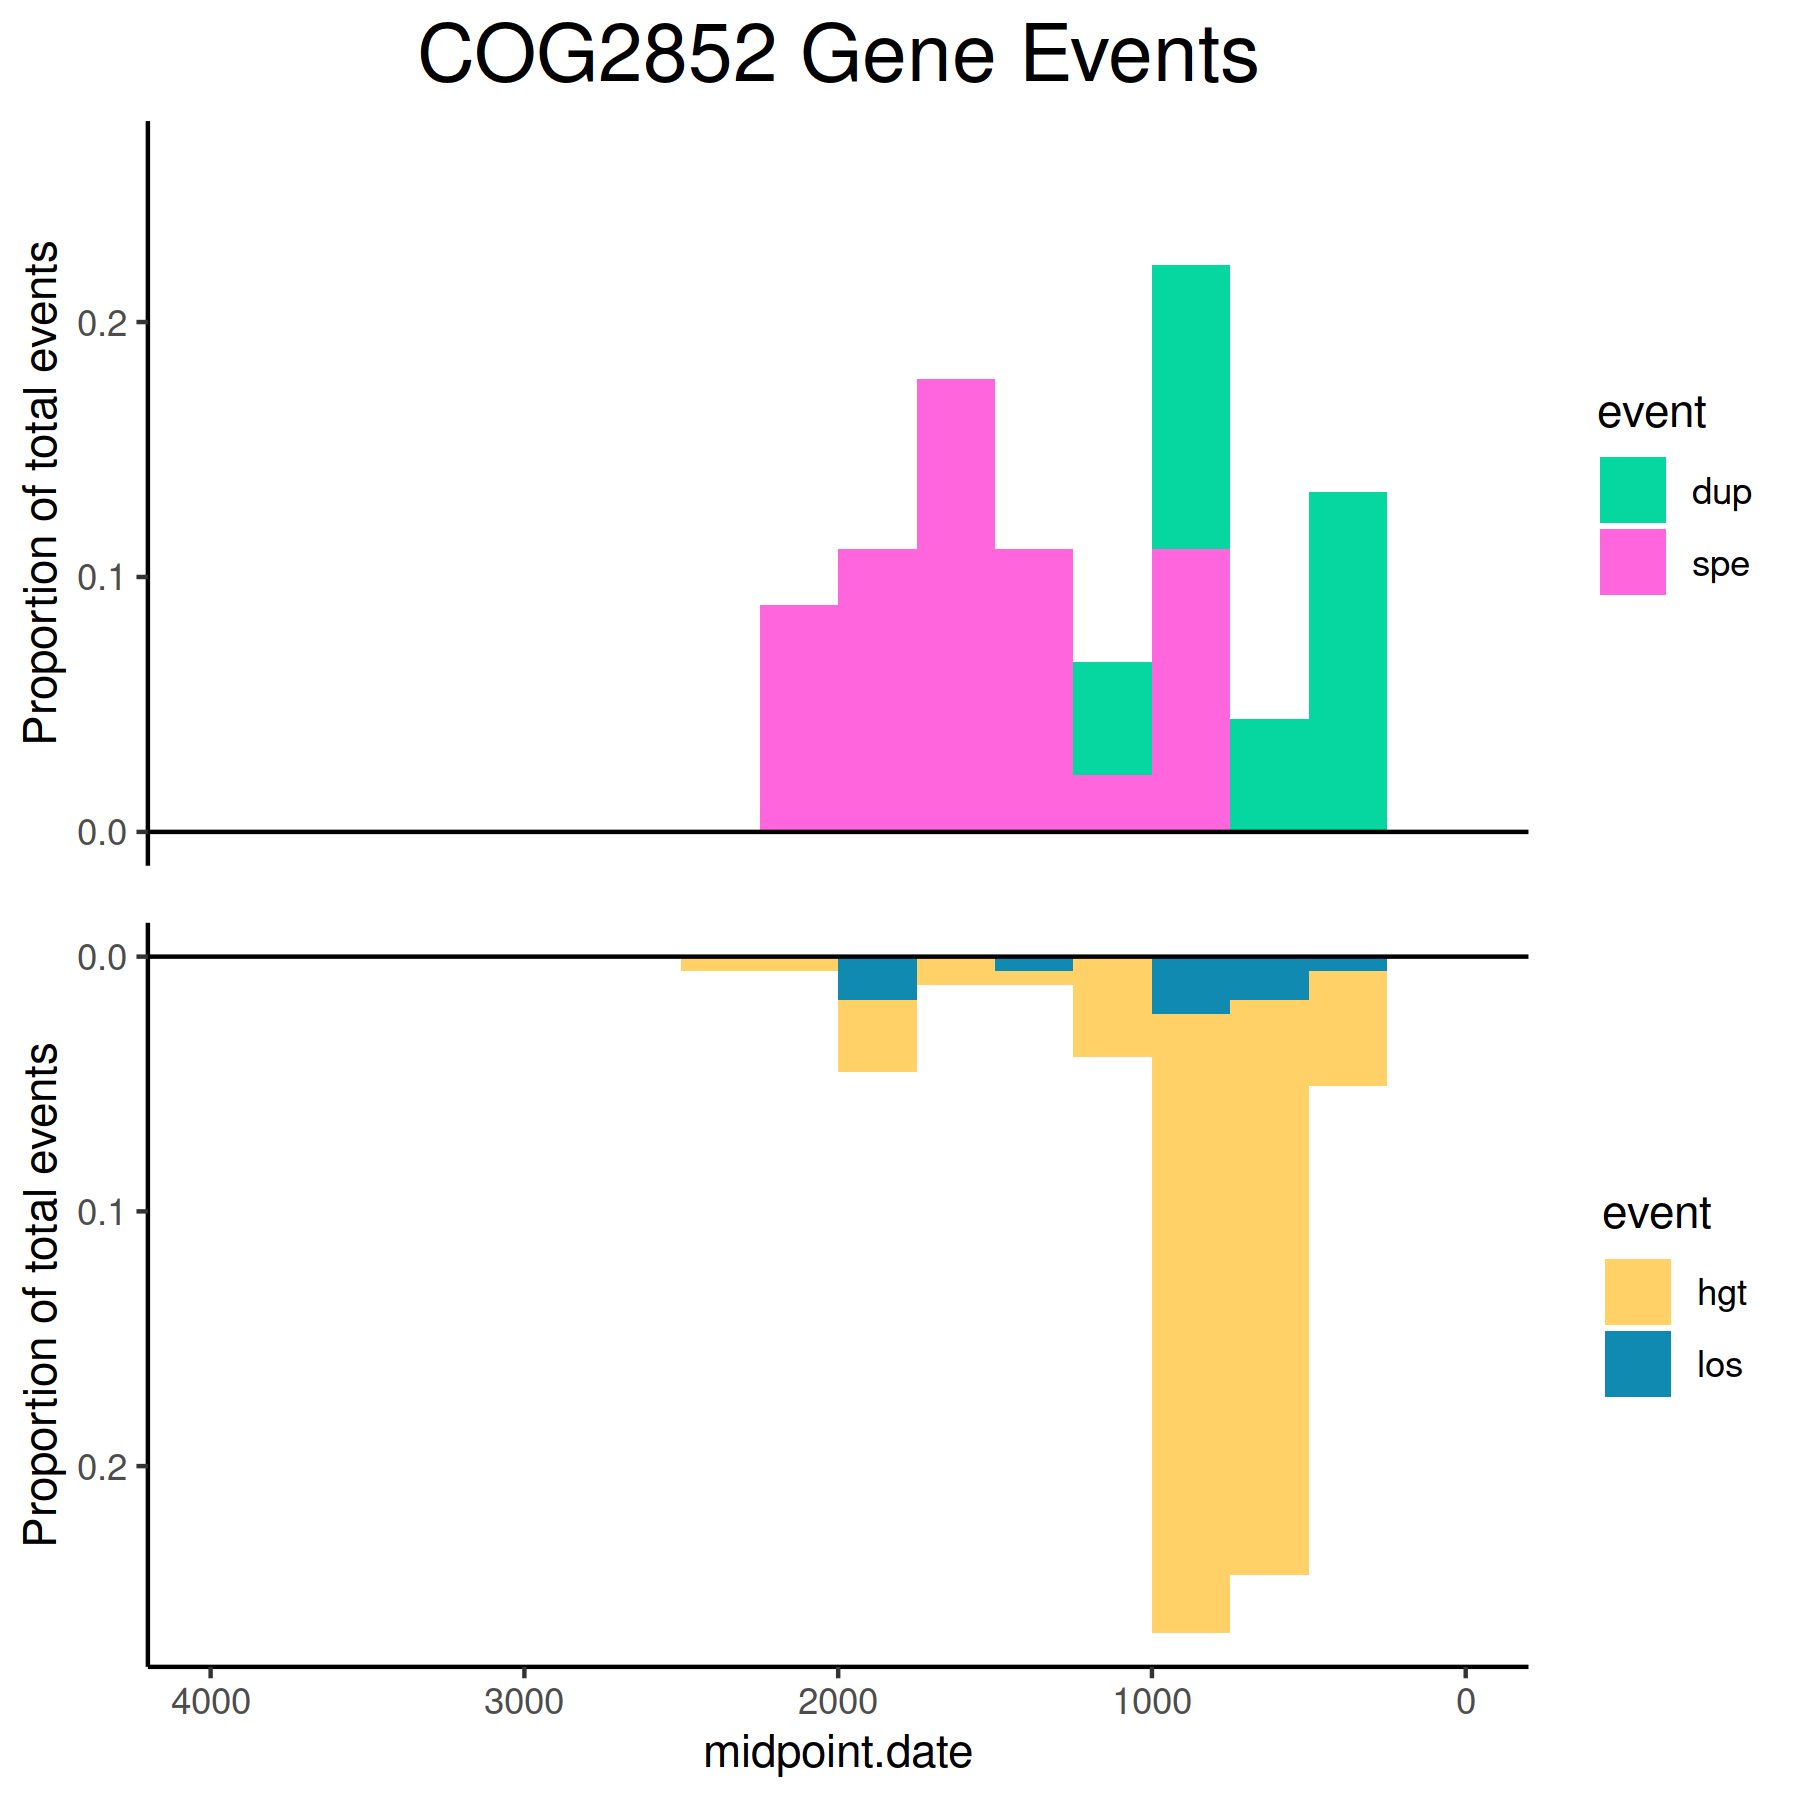 COG2852 Gene Events
Proportion of total events
0.2
0.1
0.0
event
dup
spe
Proportion of total events
0.0
0.1
0.2
event
hgt
los
4000 3000 2000 1000 0
midpoint.date